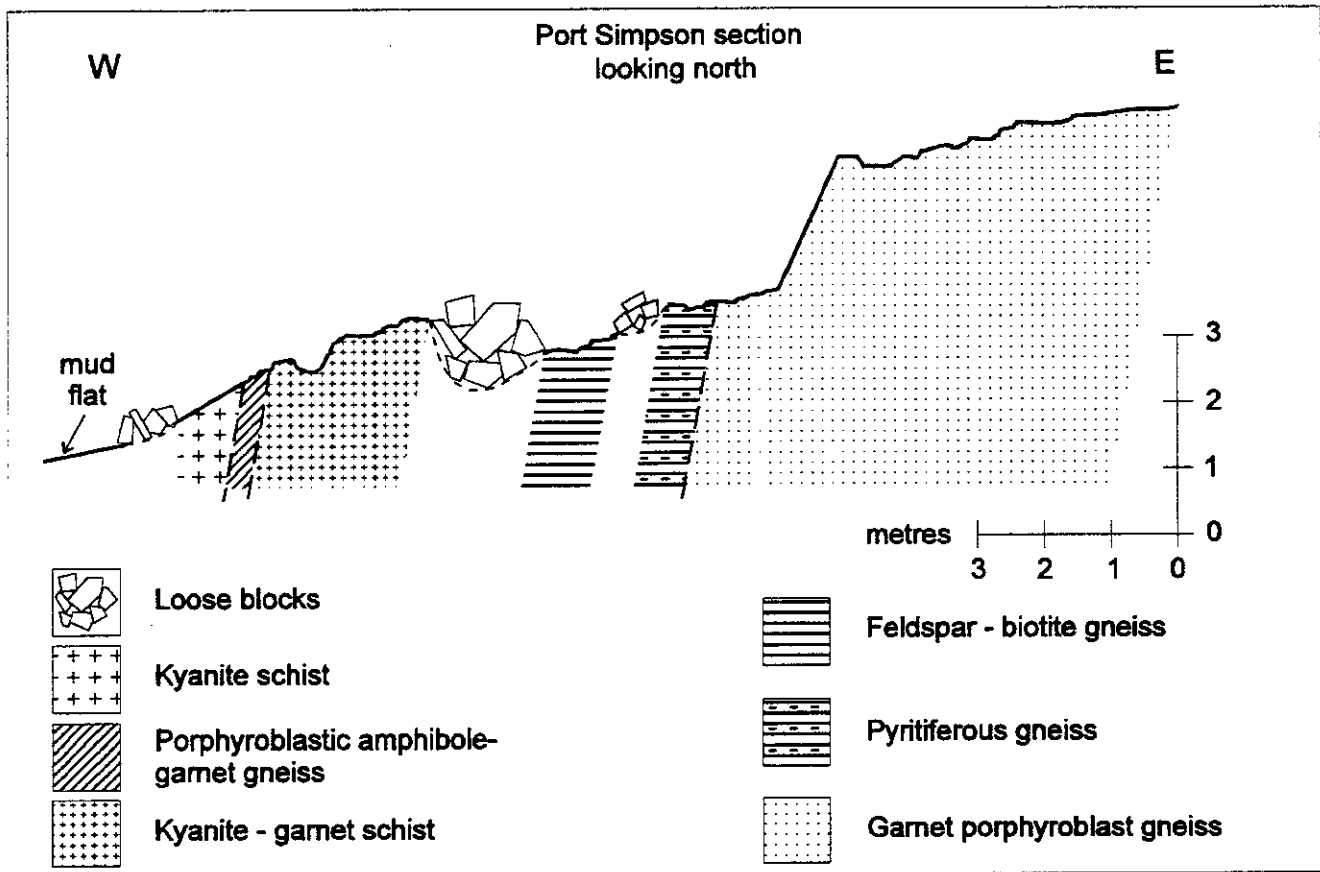 Port Simpson section
looking north
W
E
mud
flat
3
2
1
0
metres
3 2 1 0
Loose blocks
Kyanite schist
Porphyroblastic amphibole-
garnet gneiss
Kyanite - garnet schist
Feldspar - biotite gneiss
Pyritiferous gneiss
Garnet porphyroblast gneiss